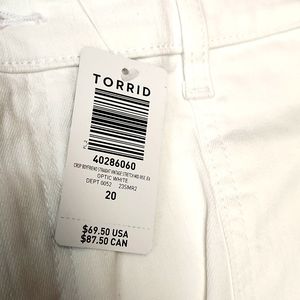 TORRID
40286060
CROP BOYFRIEND STRAIGHT VINTAGE STRETCH MID RISE JEA
OPTIC WHITE
DEPT 0052 23SMR2
20
$69.50 USA
$87.50 CAN